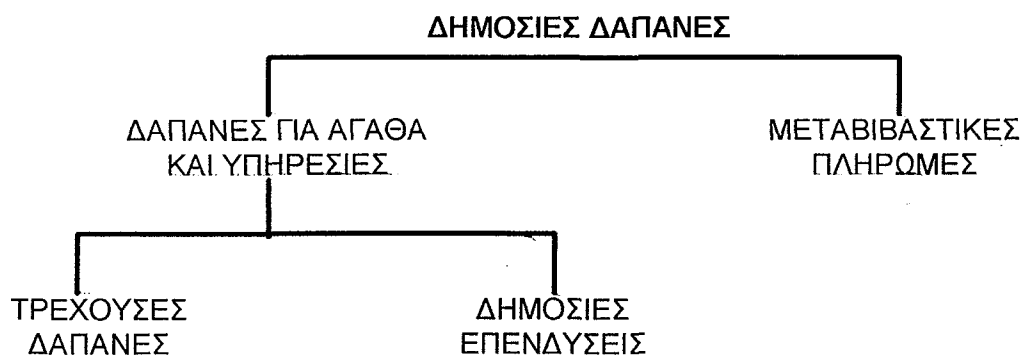 ΔΗΜΟΣΙΕΣ ΔΑΠΑΝΕΣ
ΔΑΠΑΝΕΣ ΓΙΑ ΑΓΑΘΑ
ΚΑΙ ΥΠΗΡΕΣΙΕΣ
ΜΕΤΑΒΙΒΑΣΤΙΚΕΣ
ΠΛΗΡΩΜΕΣ
ΤΡΕΧΟΥΣΕΣ
ΔΑΠΑΝΕΣ
ΔΗΜΟΣΙΕΣ
ΕΠΕΝΔΥΣΕΙΣ